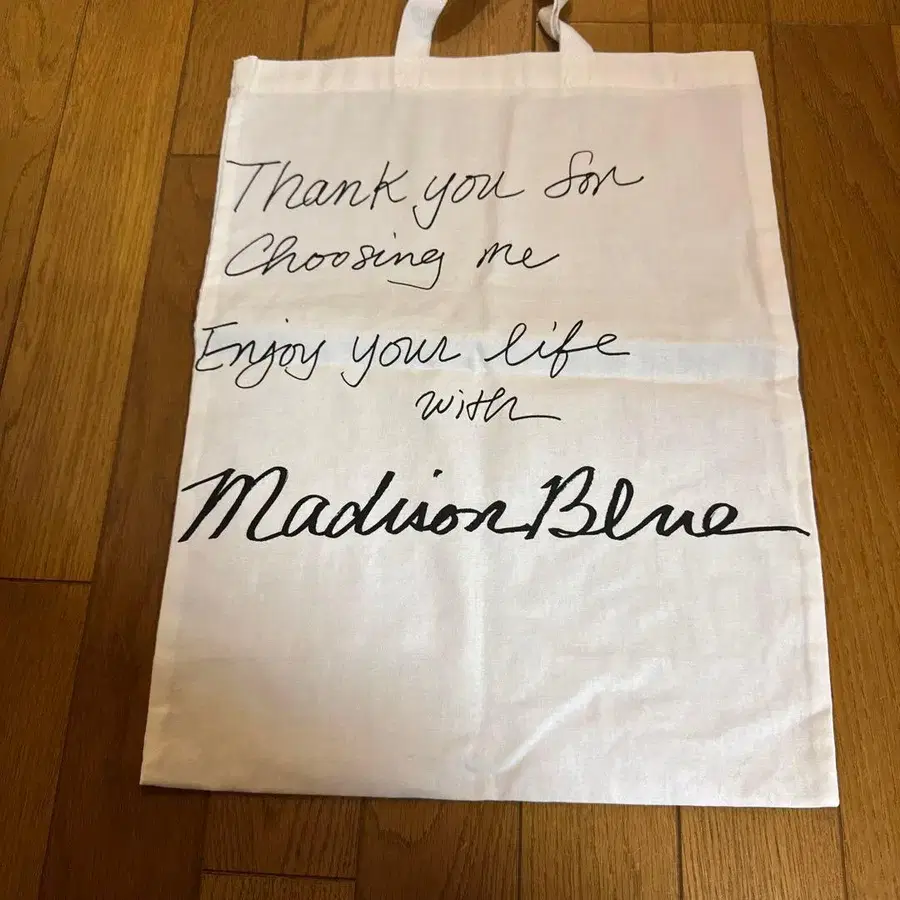 Thank you for
Choosing me
Enjoy your life
with
Madison Blue